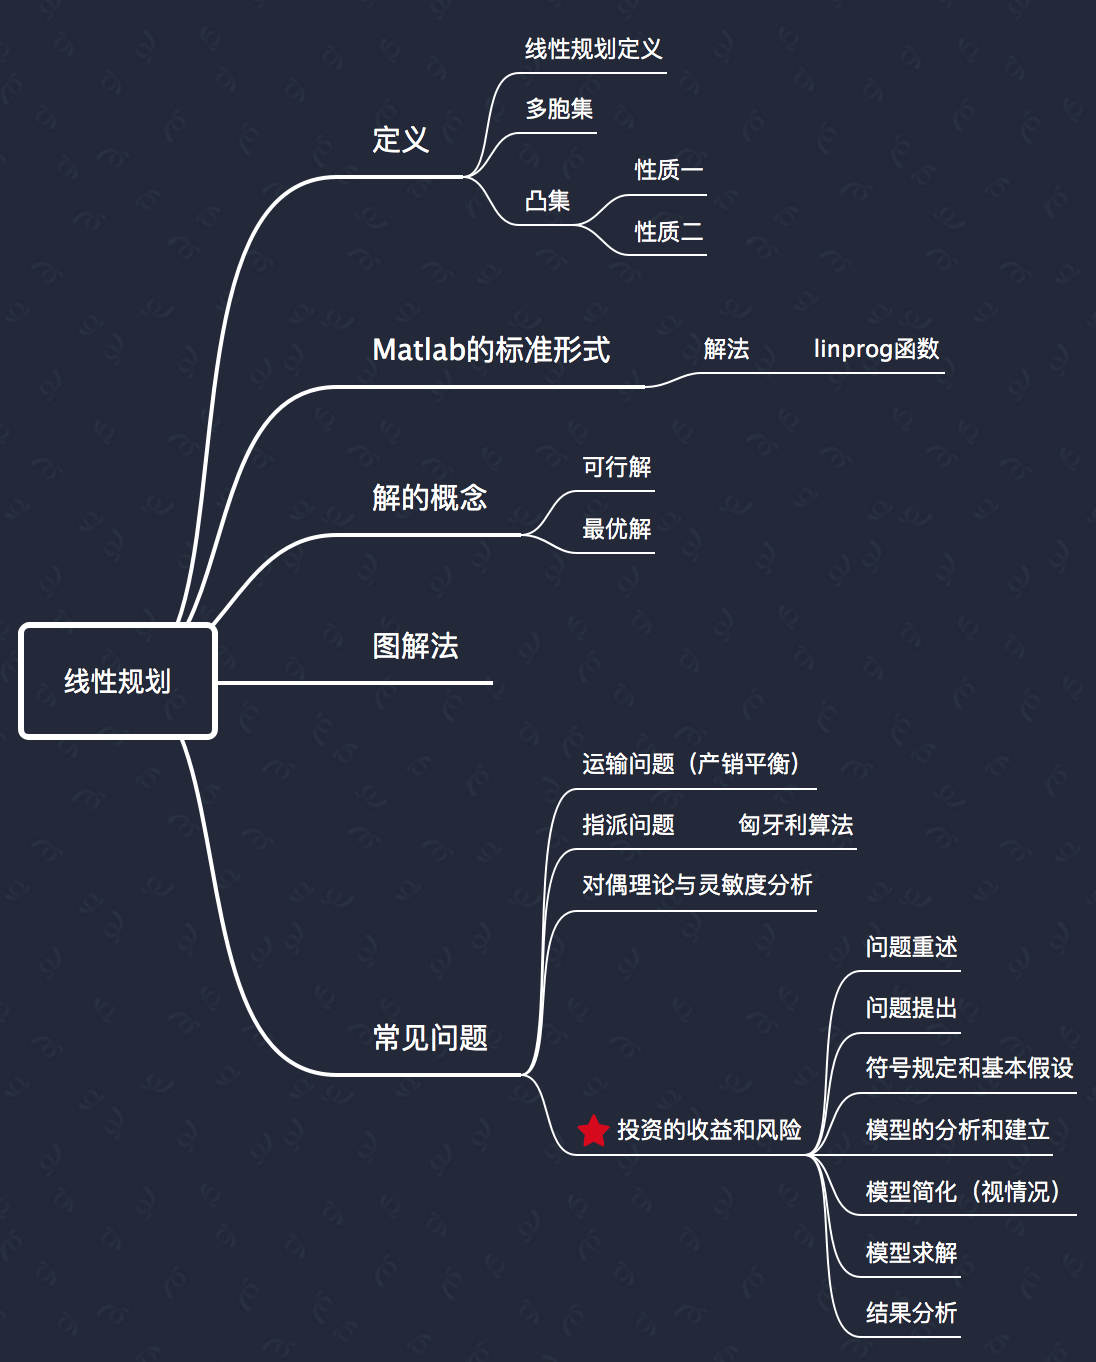 线性规划
定义
线性规划定义
多胞集
凸集
性质一
性质二
Matlab的标准形式
解法
linprog函数
解的概念
可行解
最优解
图解法
常见问题
运输问题（产销平衡）
指派问题
匈牙利算法
对偶理论与灵敏度分析
投资的收益和风险
问题重述
问题提出
符号规定和基本假设
模型的分析和建立
模型简化（视情况）
模型求解
结果分析